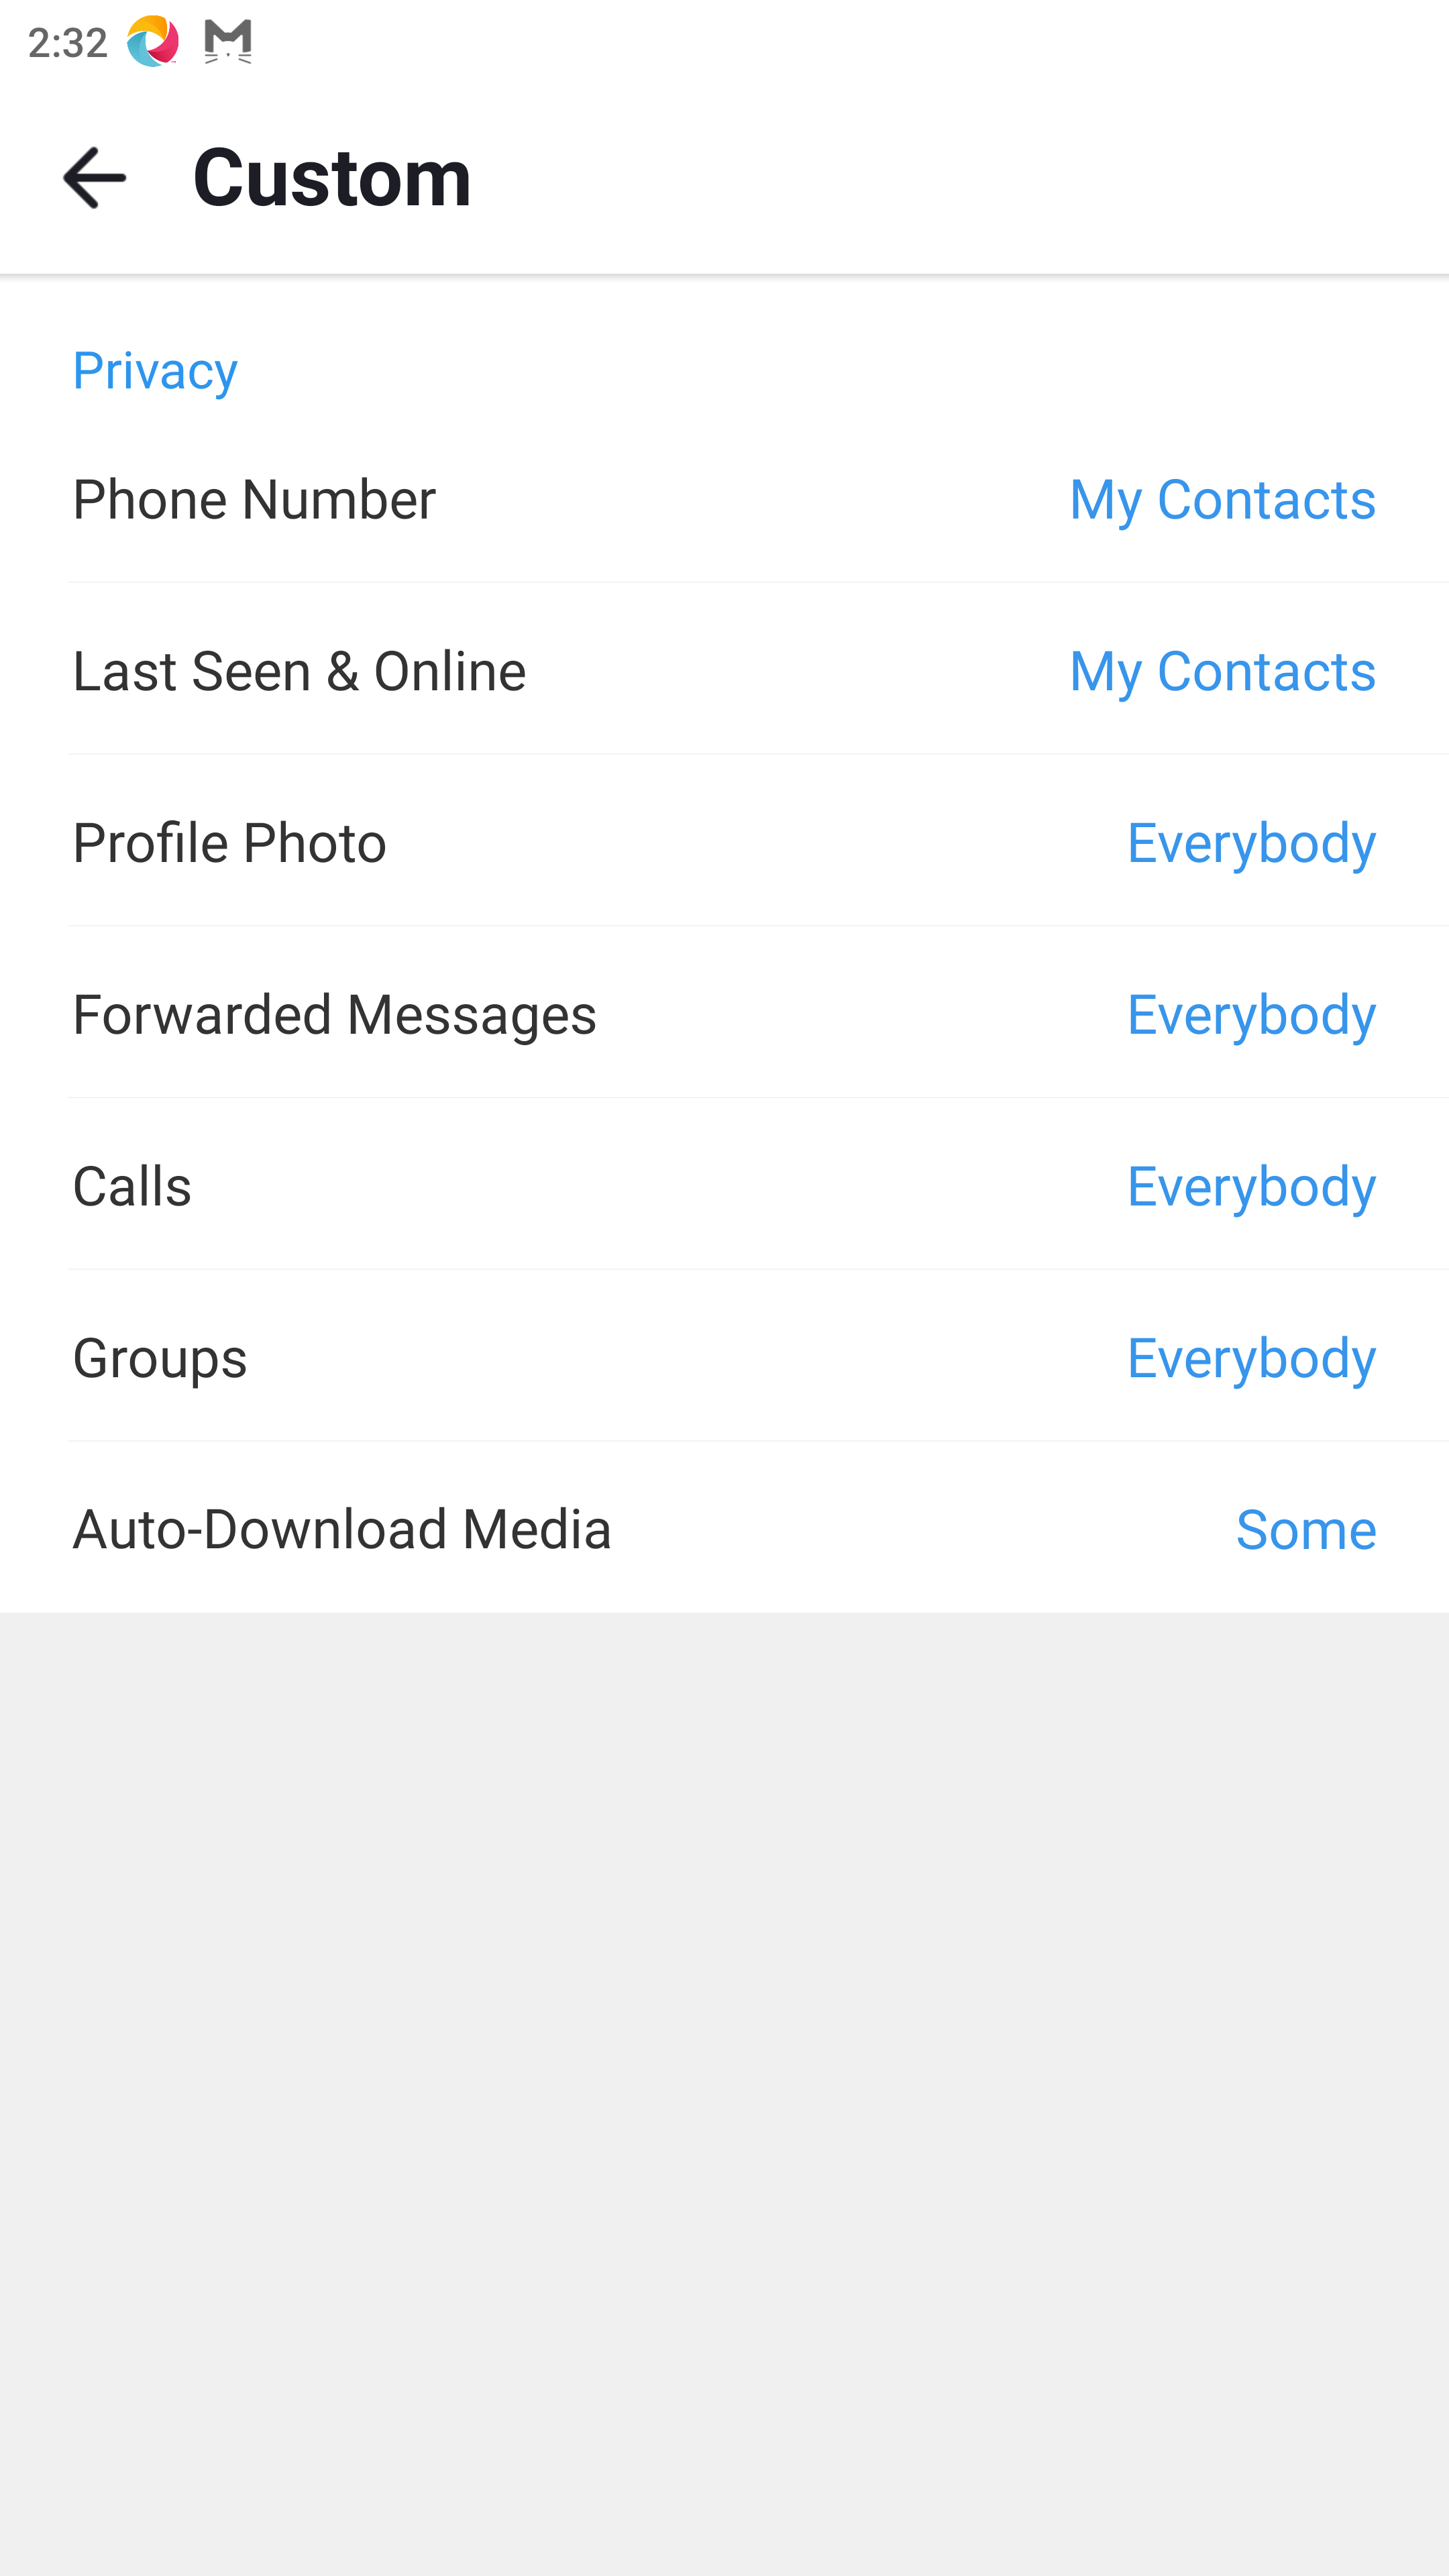 2:32
Custom
Privacy
Phone Number My Contacts
Last Seen & Online My Contacts
Profile Photo Everybody
Forwarded Messages Everybody
Calls Everybody
Groups Everybody
Auto-Download Media Some